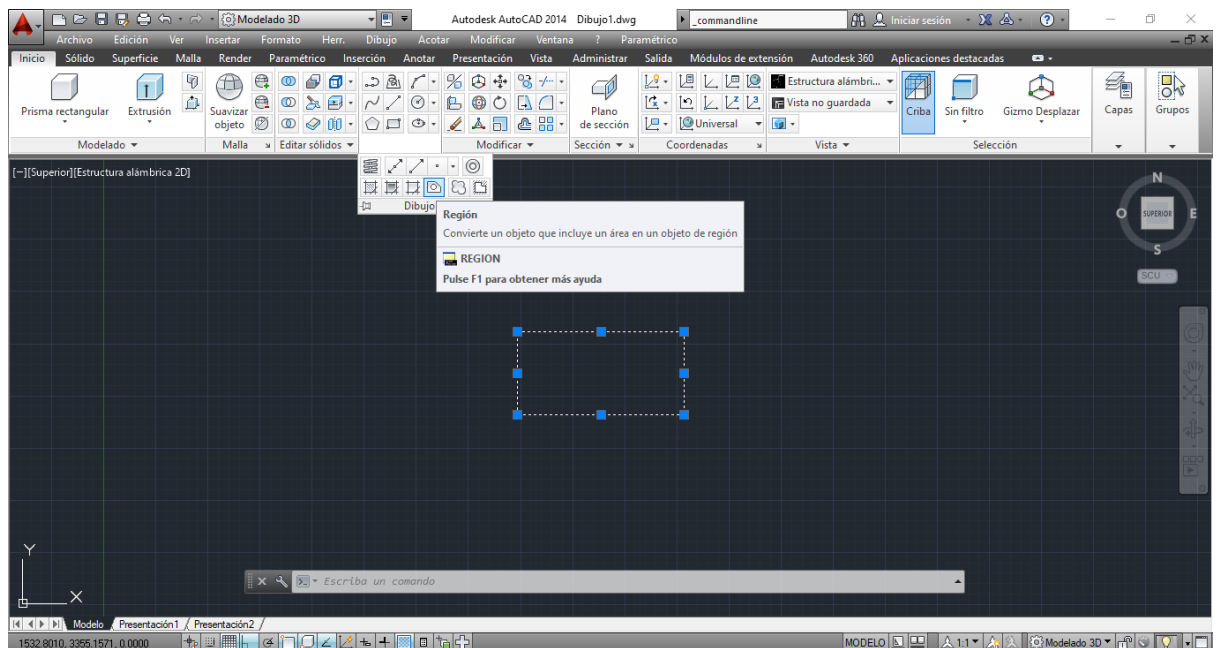 Modelado 3D Autodesk AutoCAD 2014 Dibujo1.dwg _commandline Iniciar sesión
Archivo Edición Ver Insertar Formato Herr. Dibujo Acotar Modificar Ventana ? Paramétrico
Inicio Sólido Superficie Malla Render Paramétrico Inserción Anotar Presentación Vista Administrar Salida Módulos de extensión Autodesk 360 Aplicaciones destacadas
Prisma rectangular Extrusión Suavizar objeto Plano de sección Estructura alámbri... Vista no guardada Universal Criba Sin filtro Gizmo Desplazar Capas Grupos
Modelado Malla Editar sólidos Modificar Sección Coordenadas Vista Selección
[−][Superior][Estructura alámbrica 2D]
Dibujo
Región
Convierte un objeto que incluye un área en un objeto de región
REGION
Pulse F1 para obtener más ayuda
N
O SUPERIOR E
S
SCU
Y
X
Escriba un comando
Modelo Presentación1 Presentación2
1532.8010, 3355.1571, 0.0000 MODELO 1:1 Modelado 3D